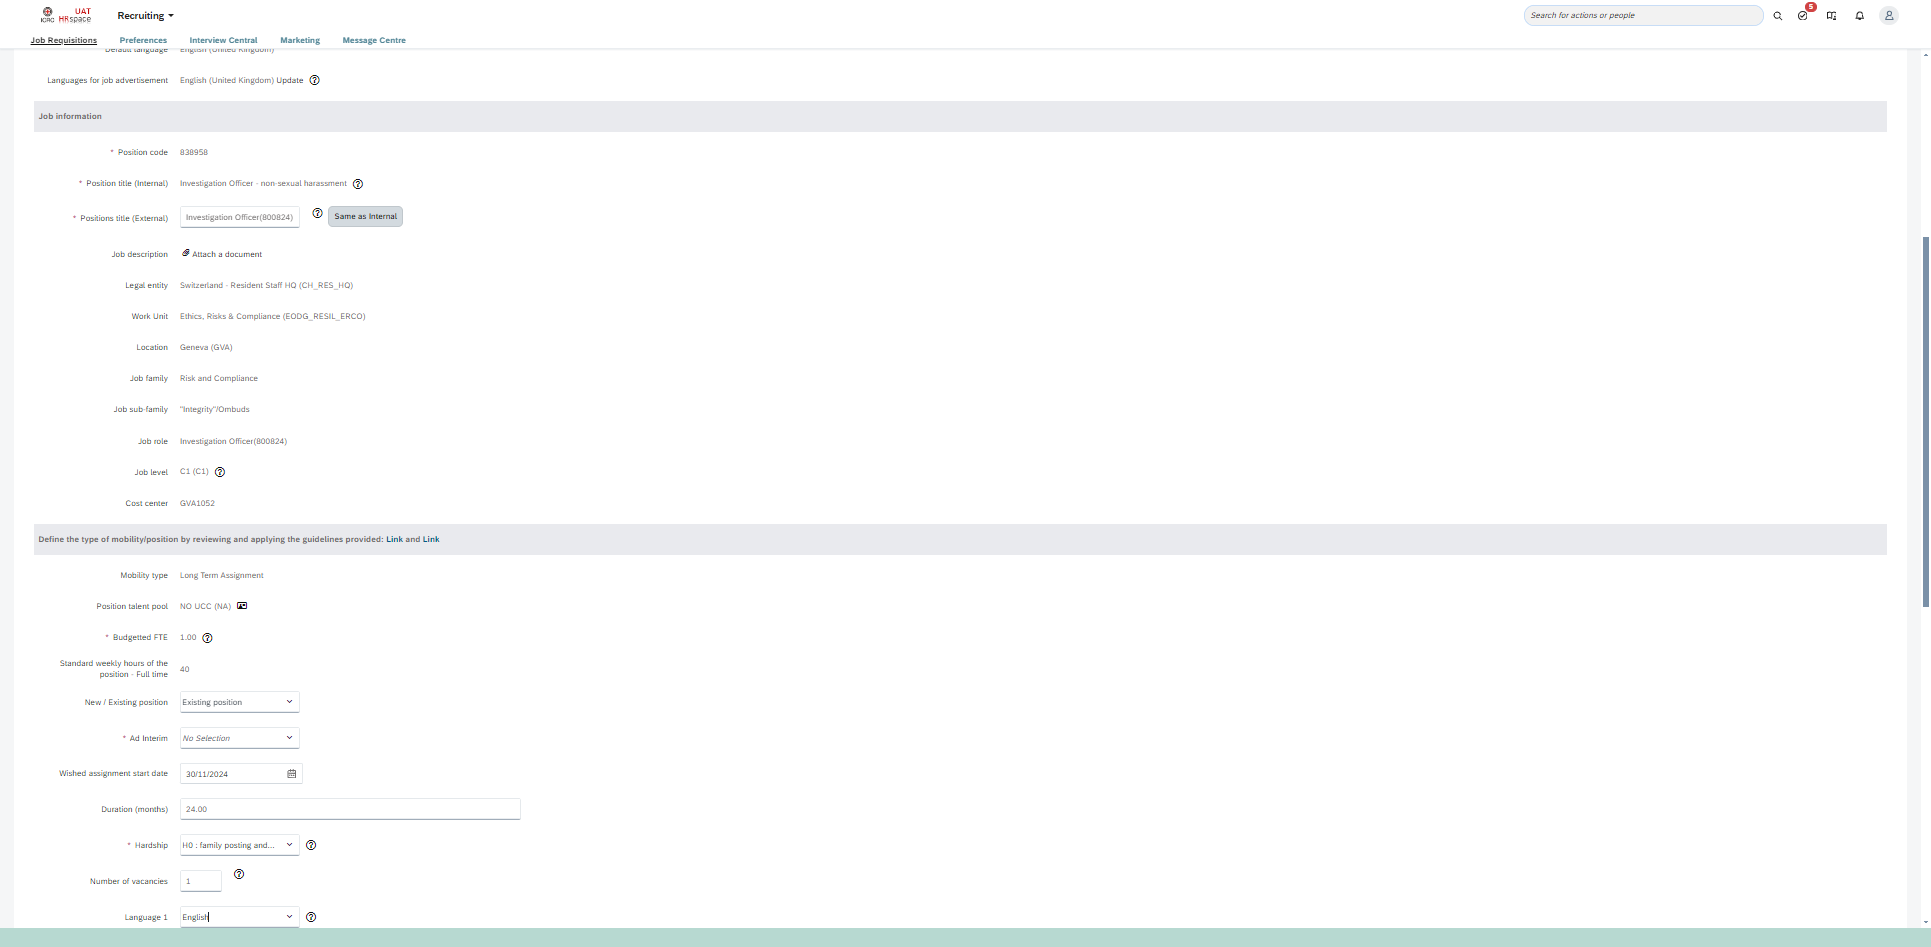 UAT
ICRC HRspace
Recruiting
Search for actions or people
5
Job Requisitions Preferences Interview Central Marketing Message Centre
Default language English (United Kingdom)
Languages for job advertisement English (United Kingdom) Update
Job information
* Position code 838958
* Position title (Internal) Investigation Officer - non-sexual harassment
* Positions title (External) Investigation Officer(800824) Same as Internal
Job description Attach a document
Legal entity Switzerland - Resident Staff HQ (CH_RES_HQ)
Work Unit Ethics, Risks & Compliance (EODG_RESIL_ERCO)
Location Geneva (GVA)
Job family Risk and Compliance
Job sub-family "Integrity"/Ombuds
Job role Investigation Officer(800824)
Job level C1 (C1)
Cost center GVA1052
Define the type of mobility/position by reviewing and applying the guidelines provided: Link and Link
Mobility type Long Term Assignment
Position talent pool NO UCC (NA)
* Budgetted FTE 1.00
Standard weekly hours of the
position - Full time 40
New / Existing position Existing position
* Ad Interim No Selection
Wished assignment start date 30/11/2024
Duration (months) 24.00
* Hardship H0 : family posting and...
Number of vacancies 1
Language 1 English